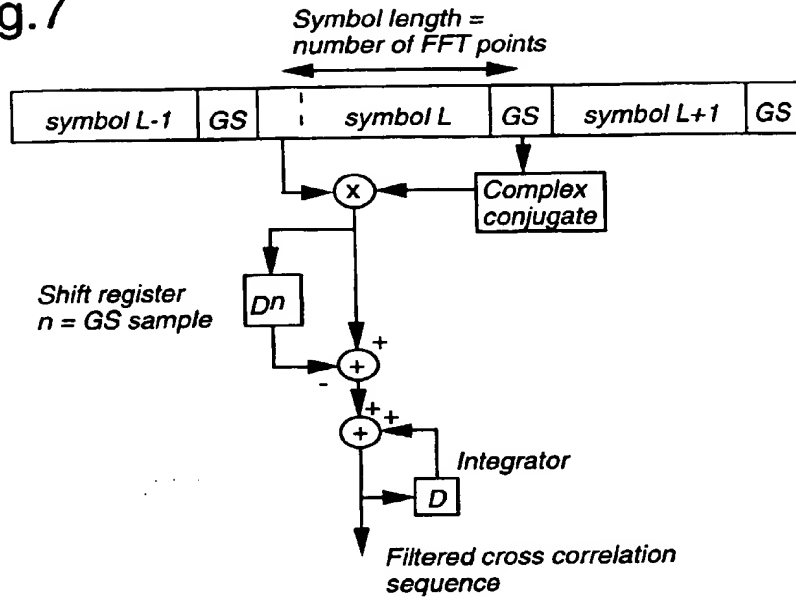 g.7
Symbol length =
number of FFT points
symbol L-1 GS symbol L GS symbol L+1 GS
x
Complex
conjugate
Shift register
n = GS sample
Dn
+
+
-
+ +
+
Integrator
D
Filtered cross correlation
sequence